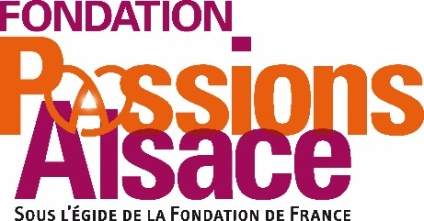 FONDATION
Passions
Alsace
SOUS L'ÉGIDE DE LA FONDATION DE FRANCE